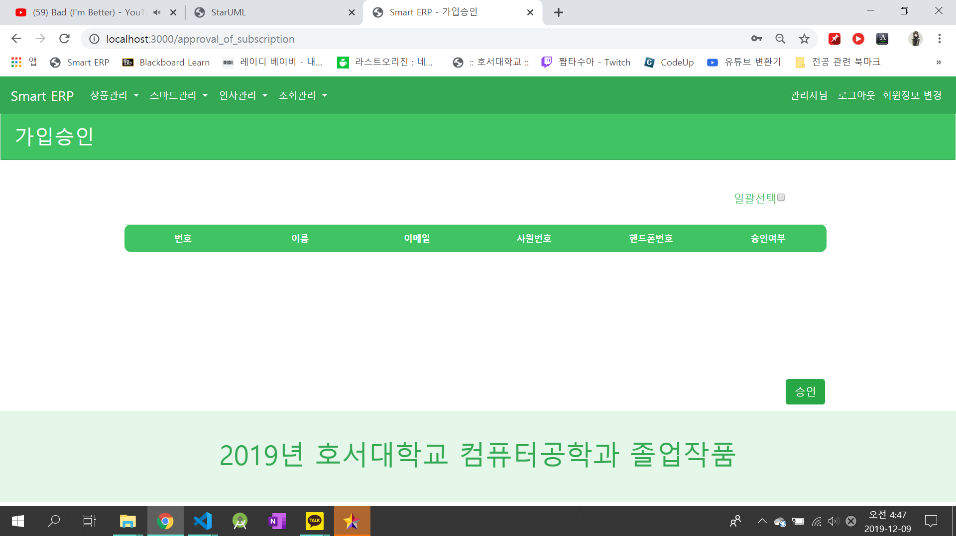 (59) Bad (I'm Better) - YouT
StarUML
Smart ERP - 가입승인
localhost:3000/approval_of_subscription
앱
Smart ERP
Bb
Blackboard Learn
레이디 베이비 - 내...
라스트오리진 : 네...
:: 호서대학교 ::
짭타수아 - Twitch
CodeUp
유튜브 변환기
전공 관련 북마크
»
Smart ERP
상품관리
스마트관리
인사관리
조회관리
관리자님
로그아웃
회원정보 변경
가입승인
일괄선택
번호
이름
이메일
사원번호
핸드폰번호
승인여부
승인
2019년 호서대학교 컴퓨터공학과 졸업작품
TALK
오전 4:47
2019-12-09